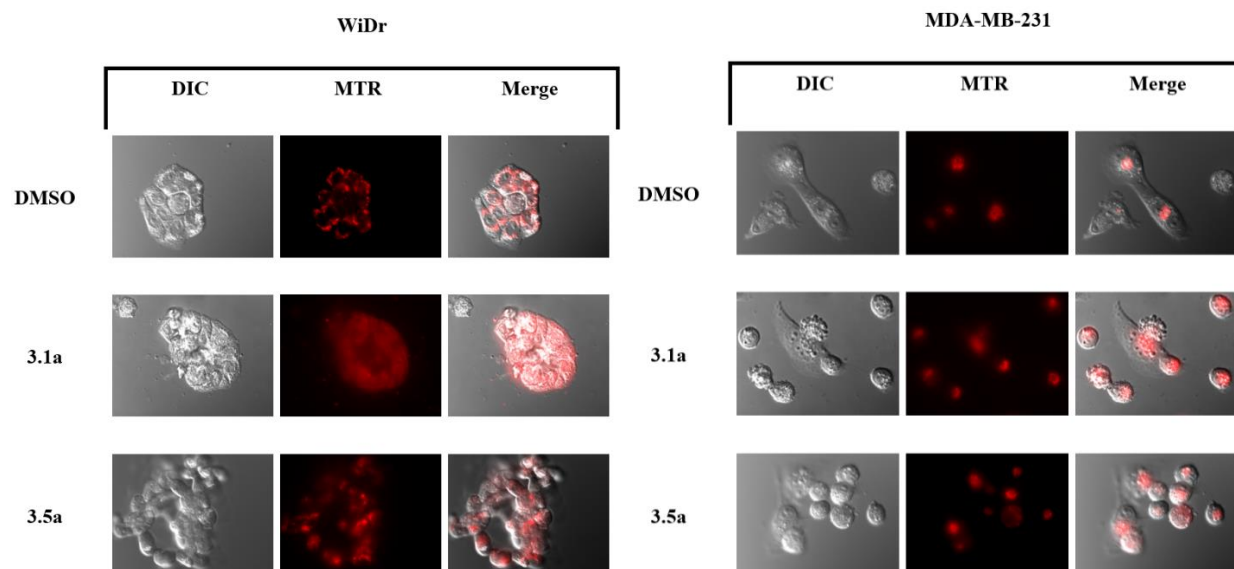 WiDr
DIC MTR Merge
DMSO
3.1a
3.5a
MDA-MB-231
DIC MTR Merge
DMSO
3.1a
3.5a